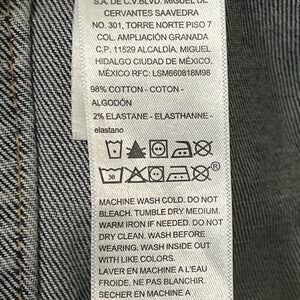 S.A. DE C.V.BLVD. MIGUEL DE
CERVANTES SAAVEDRA
NO. 301, TORRE NORTE PISO 7
COL. AMPLIACIÓN GRANADA
C.P. 11529 ALCALDÍA. MIGUEL
HIDALGO CIUDAD DE MÉXICO.
MÉXICO RFC: LSM660818M98
98% COTTON - COTON -
ALGODÓN
2% ELASTANE - ELASTHANNE -
elastano
30
®
MACHINE WASH COLD. DO NOT
BLEACH. TUMBLE DRY MEDIUM.
WARM IRON IF NEEDED. DO NOT
DRY CLEAN. WASH BEFORE
WEARING. WASH INSIDE OUT
WITH LIKE COLORS.
LAVER EN MACHINE A L'EAU
FROIDE. NE PAS BLANCHIR.
SECHER EN MACHINE A